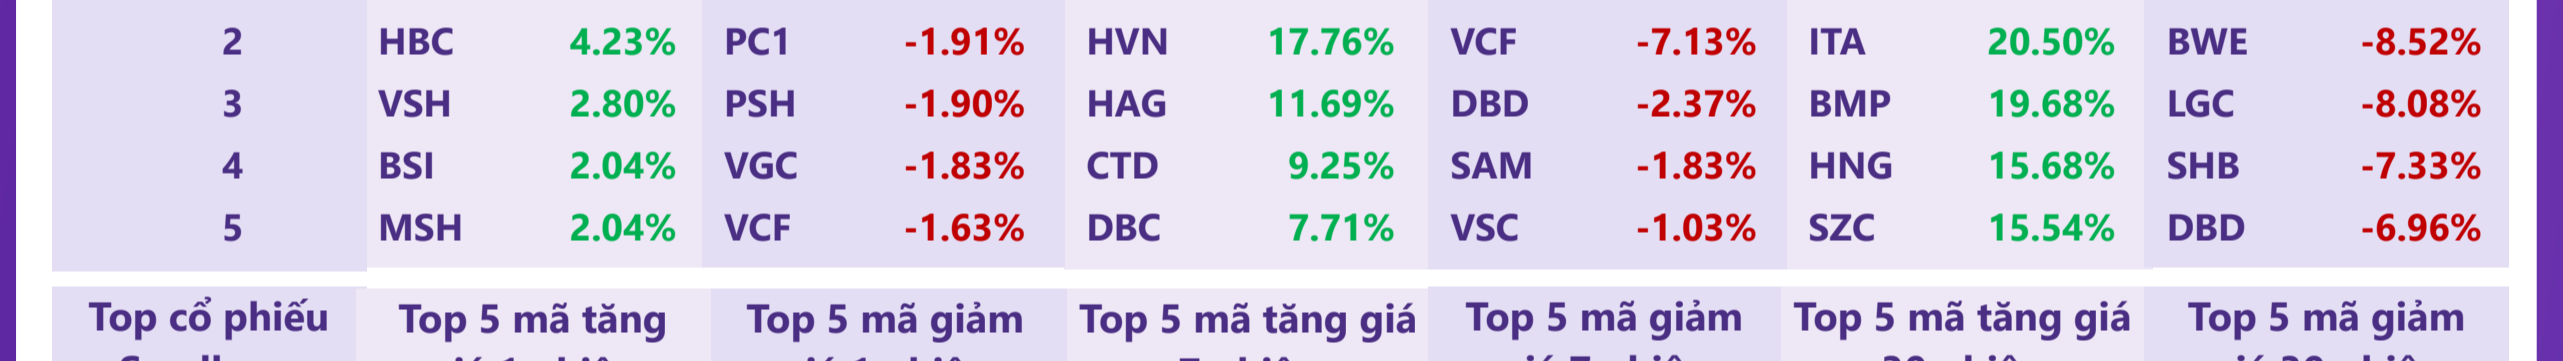 2 HBC 4.23% PC1 -1.91% HVN 17.76% VCF -7.13% ITA 20.50% BWE -8.52%
3 VSH 2.80% PSH -1.90% HAG 11.69% DBD -2.37% BMP 19.68% LGC -8.08%
4 BSI 2.04% VGC -1.83% CTD 9.25% SAM -1.83% HNG 15.68% SHB -7.33%
5 MSH 2.04% VCF -1.63% DBC 7.71% VSC -1.03% SZC 15.54% DBD -6.96%
Top cổ phiếu Top 5 mã tăng Top 5 mã giảm Top 5 mã tăng giá Top 5 mã giảm Top 5 mã tăng giá Top 5 mã giảm